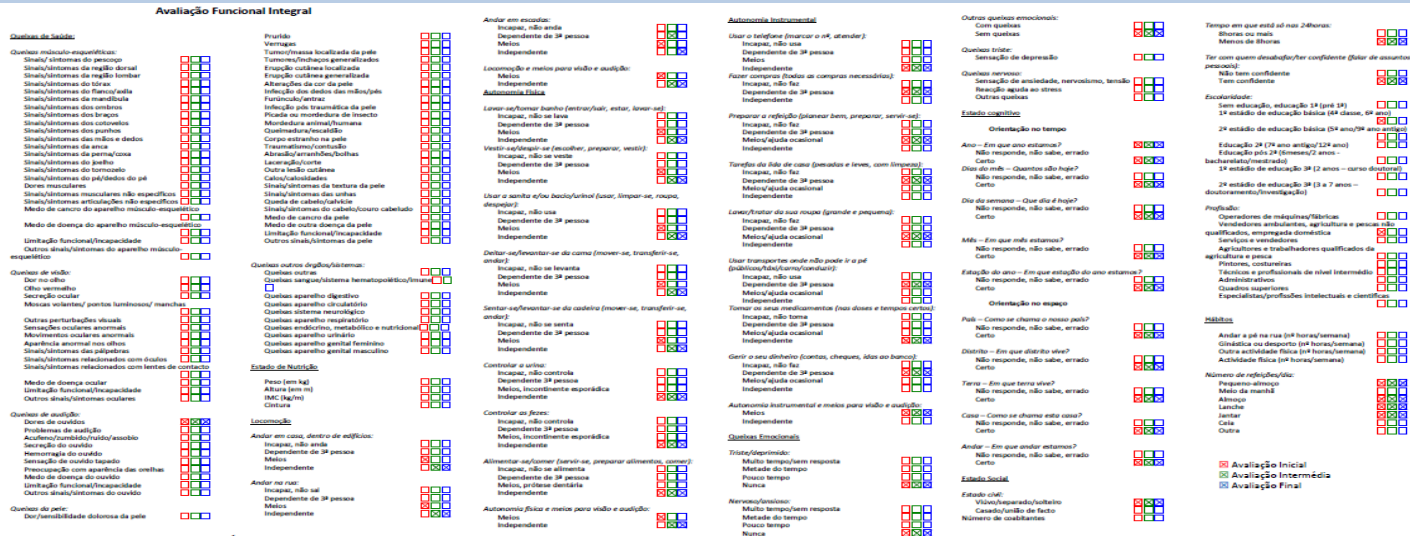 Avaliação Funcional Integral
Queixas de Saúde:
Queixas músculo-esqueléticas:
Sinais/ sintomas do pescoço
Sinais/sintomas da região dorsal
Sinais/sintomas da região lombar
Sinais/ sintomas do tórax
Sinais/sintomas do flanco/axila
Sinais/sintomas da mandíbula
Sinais/sintomas dos ombros
Sinais/sintomas dos braços
Sinais/sintomas dos cotovelos
Sinais/sintomas dos punhos
Sinais/sintomas das mãos e dedos
Sinais/sintomas da anca
Sinais/sintomas da perna/coxa
Sinais/sintomas do joelho
Sinais/sintomas do tornozelo
Sinais/sintomas do pé/dedos do pé
Dores musculares
Sinais/sintomas musculares não específicos
Sinais/sintomas articulações não específicos
Medo de cancro do aparelho músculo-esquelético
Medo de doença do aparelho músculo-esquelético
Limitação funcional/incapacidade
Outros sinais/sintomas do aparelho músculo-
esquelético
Queixas de visão:
Dor no olho
Olho vermelho
Secreção ocular
Moscas volantes/ pontos luminosos/ manchas
Outras perturbações visuais
Sensações oculares anormais
Movimentos oculares anormais
Aparência anormal nos olhos
Sinais/sintomas das pálpebras
Sinais/sintomas relacionados com óculos
Sinais/sintomas relacionados com lentes de contacto
Medo de doença ocular
Limitação funcional/incapacidade
Outros sinais/sintomas oculares
Queixas de audição:
Dores de ouvidos
Problemas de audição
Acufeno/zumbido/ruído/assobio
Secreção do ouvido
Hemorragia do ouvido
Sensação de ouvido tapado
Preocupação com aparência das orelhas
Medo de doença do ouvido
Limitação funcional/incapacidade
Outros sinais/sintomas do ouvido
Queixas da pele:
Dor/sensibilidade dolorosa da pele
Prurido
Verrugas
Tumor/massa localizada da pele
Tumores/inchaços generalizados
Erupção cutânea localizada
Erupção cutânea generalizada
Alterações da cor da pele
Infecção dos dedos das mãos/pés
Furúnculo/antraz
Infecção pós traumática da pele
Picada ou mordedura de insecto
Mordedura animal/humana
Queimadura/escaldão
Corpo estranho na pele
Traumatismo/contusão
Abrasão/arranhões/bolhas
Laceração/corte
Outra lesão cutânea
Calos/calosidades
Sinais/sintomas da textura da pele
Sinais/sintomas das unhas
Queda de cabelo/calvície
Sinais/sintomas do cabelo/couro cabeludo
Medo de cancro da pele
Medo de outra doença da pele
Limitação funcional/incapacidade
Outros sinais/sintomas da pele
Queixas outros órgãos/sistemas:
Queixas outras
Queixas sangue/sistema hematopoiético/imune
Queixas aparelho digestivo
Queixas aparelho circulatório
Queixas sistema neurológico
Queixas aparelho respiratório
Queixas endócrino, metabólico e nutricional
Queixas aparelho urinário
Queixas aparelho genital feminino
Queixas aparelho genital masculino
Estado de Nutrição
Peso (em kg)
Altura (em m)
IMC (kg/m)
Cintura
Locomoção
Andar em casa, dentro de edifícios:
Incapaz, não anda
Dependente de 3ª pessoa
Meios
Independente
Andar na rua:
Incapaz, não sai
Dependente de 3ª pessoa
Meios
Independente
Andar em escadas:
Incapaz, não anda
Dependente de 3ª pessoa
Meios
Independente
Locomoção e meios para visão e audição:
Meios
Independente
Autonomia Física
Lavar-se/tomar banho (entrar/sair, estar, lavar-se):
Incapaz, não se lava
Dependente de 3ª pessoa
Meios
Independente
Vestir-se/despir-se (escolher, preparar, vestir):
Incapaz, não se veste
Dependente de 3ª pessoa
Meios
Independente
Usar a sanita e/ou bacio/urinol (usar, limpar-se, roupa,
despejar):
Incapaz, não usa
Dependente de 3ª pessoa
Meios
Independente
Deitar-se/levantar-se da cama (mover-se, transferir-se,
andar):
Incapaz, não se levanta
Dependente de 3ª pessoa
Meios
Independente
Sentar-se/levantar-se da cadeira (mover-se, transferir-se,
andar):
Incapaz, não se senta
Dependente de 3ª pessoa
Meios
Independente
Controlar a urina:
Incapaz, não controla
Dependente 3ª pessoa
Meios, incontinente esporádica
Independente
Controlar as fezes:
Incapaz, não controla
Dependente 3ª pessoa
Meios, incontinente esporádica
Independente
Alimentar-se/comer (servir-se, preparar alimentos, comer):
Incapaz, não se alimenta
Dependente de 3ª pessoa
Meios, prótese dentária
Independente
Autonomia física e meios para visão e audição:
Meios
Independente
Autonomia Instrumental
Usar o telefone (marcar o nº, atender):
Incapaz, não usa
Dependente de 3ª pessoa
Meios
Independente
Fazer compras (todas as compras necessárias):
Incapaz, não faz
Dependente de 3ª pessoa
Meios/ajuda ocasional
Independente
Preparar a refeição (planear bem, preparar, servir-se):
Incapaz, não faz
Dependente de 3ª pessoa
Meios/ajuda ocasional
Independente
Tarefas da lida de casa (pesadas e leves, com limpeza):
Incapaz, não faz
Dependente de 3ª pessoa
Meios/ajuda ocasional
Independente
Lavar/tratar da sua roupa (grande e pequena):
Incapaz, não faz
Dependente de 3ª pessoa
Meios/ajuda ocasional
Independente
Usar transportes onde não pode ir a pé
(públicos/táxi/carro/conduzir):
Incapaz, não usa
Dependente de 3ª pessoa
Meios/ajuda ocasional
Independente
Tomar os seus medicamentos (nas doses e tempos certos):
Incapaz, não toma
Dependente de 3ª pessoa
Meios/ajuda ocasional
Independente
Gerir o seu dinheiro (contas, cheques, idas ao banco):
Incapaz, não faz
Dependente de 3ª pessoa
Meios/ajuda ocasional
Independente
Autonomia instrumental e meios para visão e audição:
Meios
Independente
Queixas Emocionais
Triste/deprimido:
Muito tempo/sem resposta
Metade do tempo
Pouco tempo
Nunca
Nervoso/ansioso:
Muito tempo/sem resposta
Metade do tempo
Pouco tempo
Nunca
Outras queixas emocionais:
Com queixas
Sem queixas
Queixas triste:
Sensação de depressão
Queixas nervoso:
Sensação de ansiedade, nervosismo, tensão
Reacção aguda ao stress
Outras queixas
Estado cognitivo
Orientação no tempo
Ano – Em que ano estamos?
Não responde, não sabe, errado
Certo
Dias do mês – Quantos são hoje?
Não responde, não sabe, errado
Certo
Dia da semana – Que dia é hoje?
Não responde, não sabe, errado
Certo
Mês – Em que mês estamos?
Não responde, não sabe, errado
Certo
Estação do ano – Em que estação do ano estamos?
Não responde, não sabe, errado
Certo
Orientação no espaço
País – Como se chama o nosso país?
Não responde, não sabe, errado
Certo
Distrito – Em que distrito vive?
Não responde, não sabe, errado
Certo
Terra – Em que terra vive?
Não responde, não sabe, errado
Certo
Casa – Como se chama esta casa?
Não responde, não sabe, errado
Certo
Andar – Em que andar estamos?
Não responde, não sabe, errado
Certo
Estado Social
Estado civil:
Viúvo/separado/solteiro
Casado/união de facto
Número de coabitantes
Tempo em que está só nas 24horas:
8horas ou mais
Menos de 8horas
Ter com quem desabafar/ter confidente (falar de assuntos
pessoais):
Não tem confidente
Tem confidente
Escolaridade:
Sem educação, educação 1ª (pré 1ª)
1º estádio de educação básica (4ª classe, 6º ano)
2º estádio de educação básica (5º ano/9º ano antigo)
Educação 2ª (7º ano antigo/12º ano)
Educação pós 2ª (6meses/2 anos -
bacharelato/mestrado)
1º estádio de educação 3ª (2 anos – curso doutoral)
2º estádio de educação 3ª (3 a 7 anos –
doutoramento/investigação)
Profissão:
Operadores de máquinas/fábricas
Vendedores ambulantes, agricultura e pescas não
qualificados, empregada doméstica
Serviços e vendedores
Agricultores e trabalhadores qualificados da
agricultura e pesca
Pintores, costureiras
Técnicos e profissionais de nível intermédio
Administrativos
Quadros superiores
Especialistas/profissões intelectuais e científicas
Hábitos
Andar a pé na rua (nº horas/semana)
Ginástica ou desporto (nº horas/semana)
Outra actividade física (nº horas/semana)
Actividade física (nº horas/semana)
Número de refeições/dia:
Pequeno-almoço
Meio da manhã
Almoço
Lanche
Jantar
Ceia
Outra
Avaliação Inicial
Avaliação Intermédia
Avaliação Final